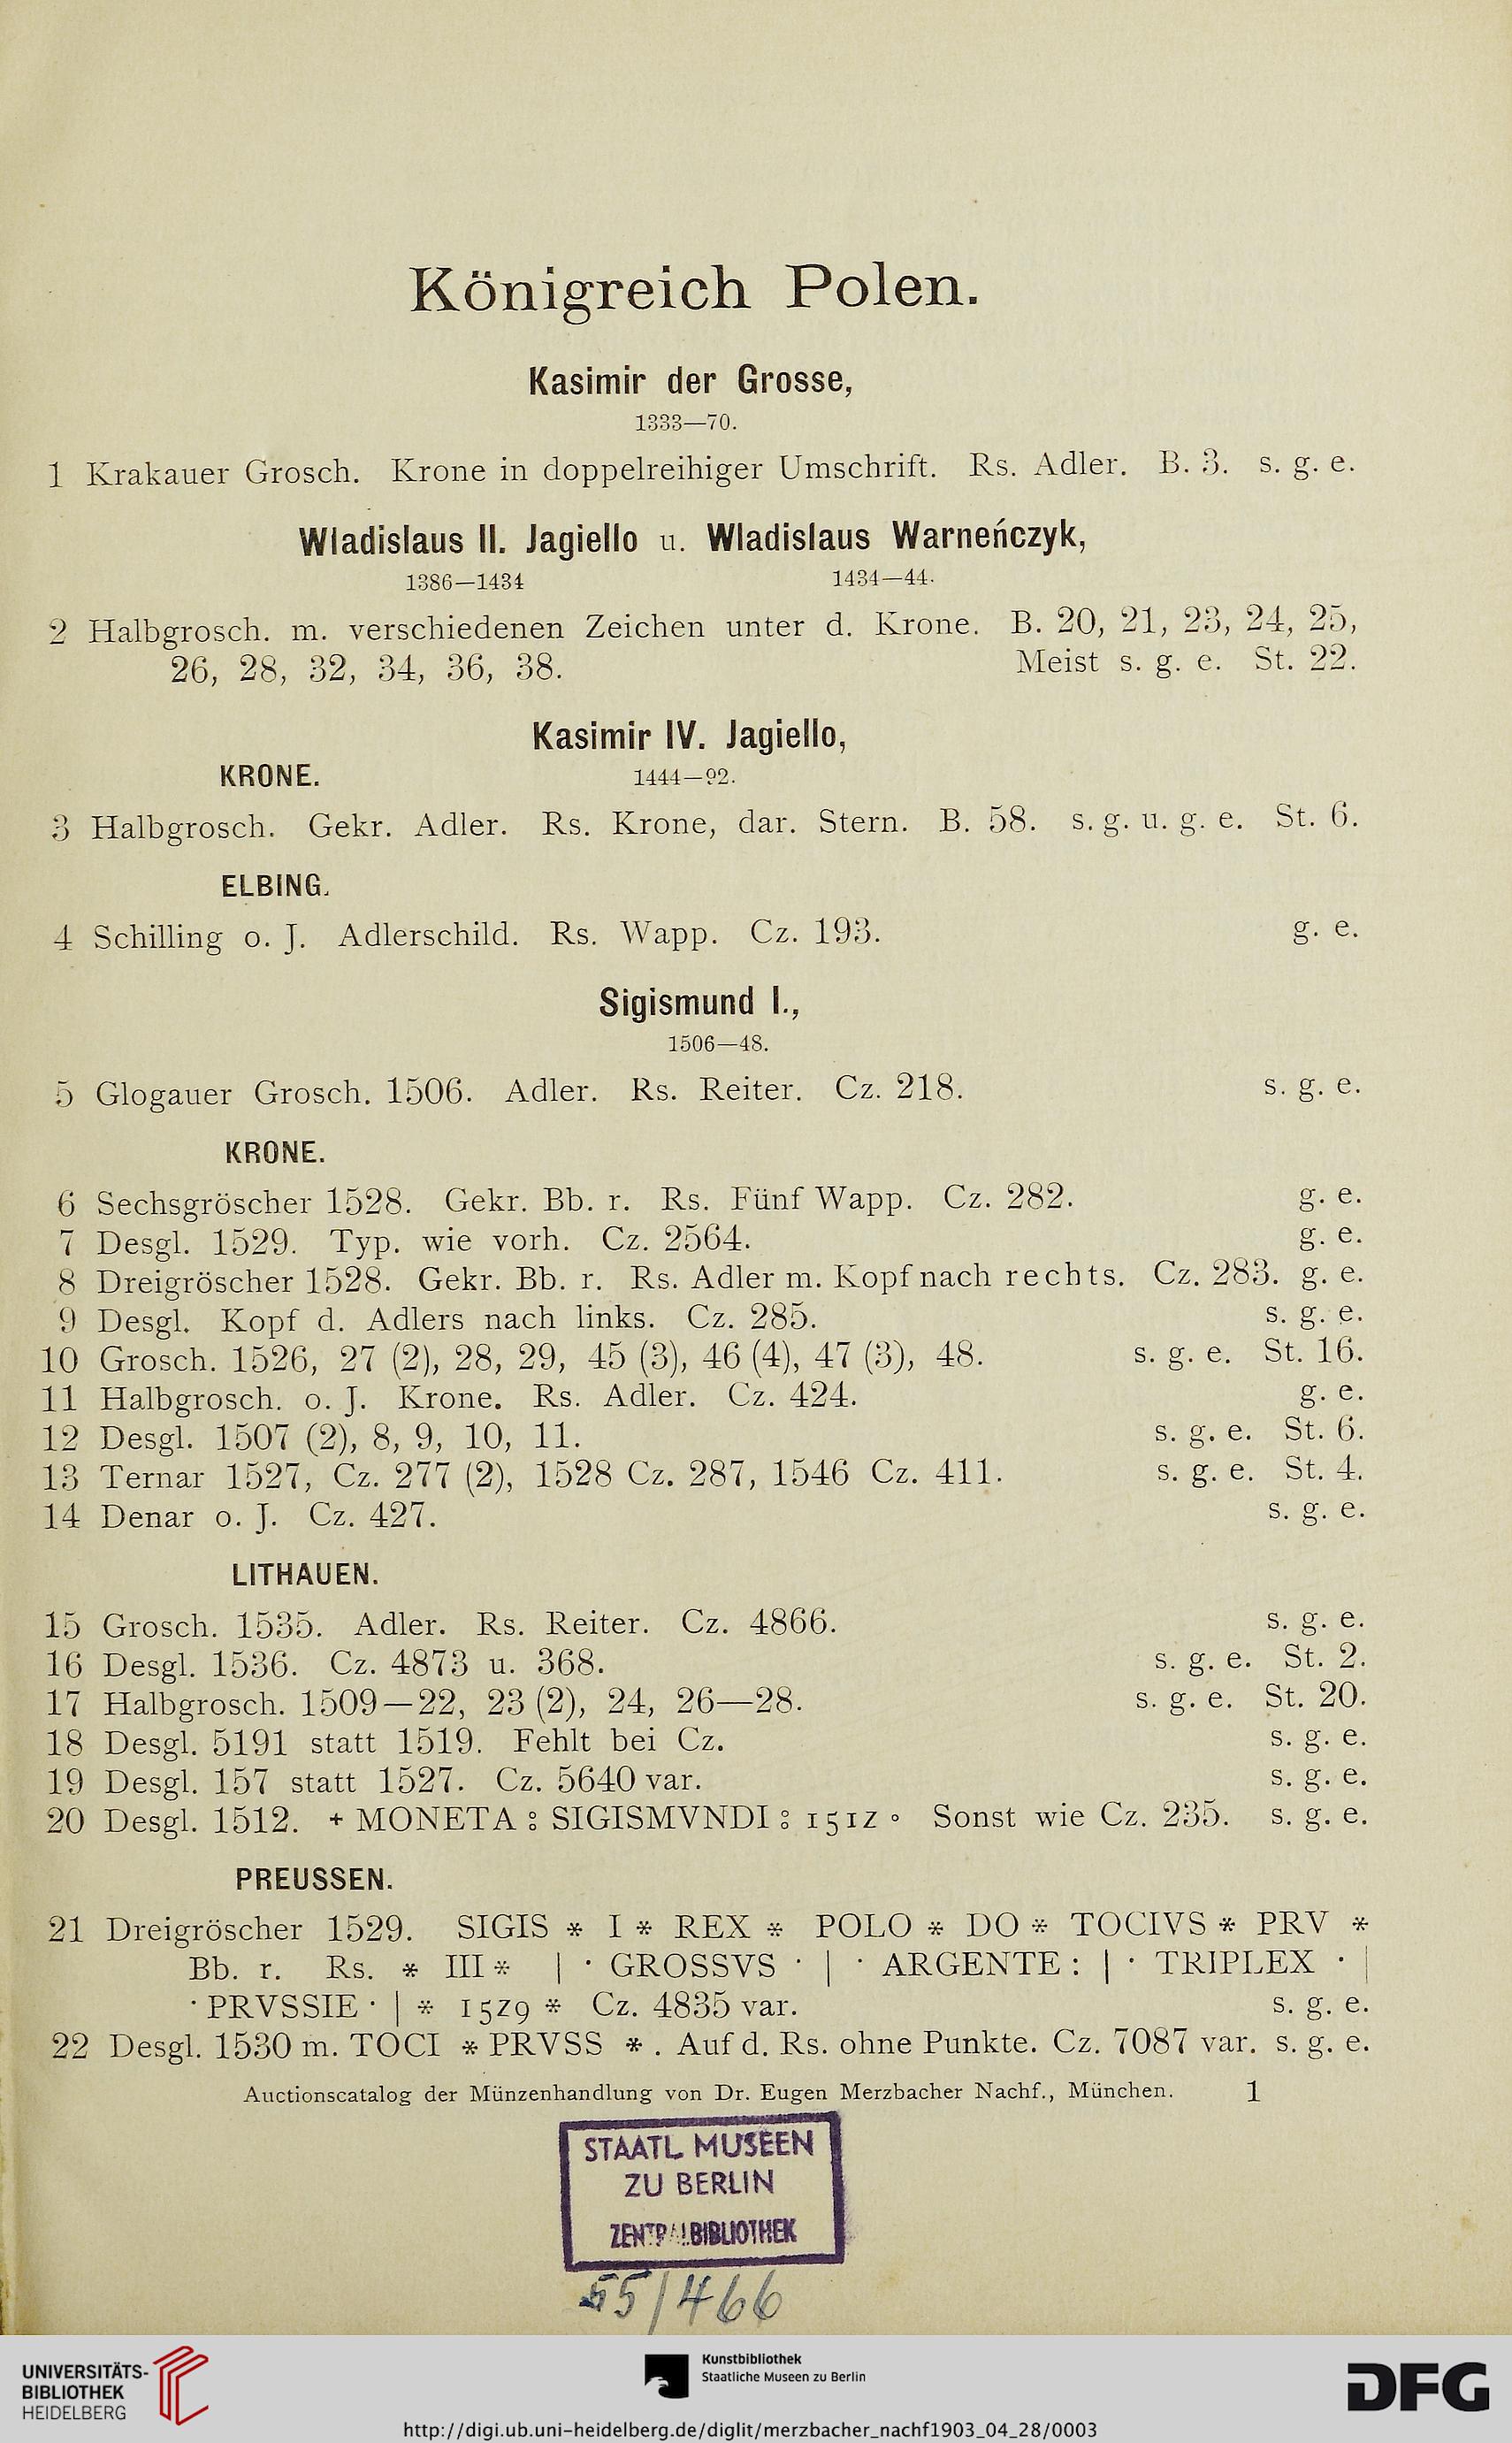 Königreich Polen.
Kasimir der Grosse,
1333—70.
1 Krakauer Grosch. Krone in doppelreihiger Umschrift. Rs. Adler. B. 3. s. g. e.
Wladislaus II. Jagiello u. Wladislaus Warneńczyk,
1386—1434 1434—44.
2 Halbgrosch. m. verschiedenen Zeichen unter d. Krone. B. 20, 21, 23, 24, 25,
26, 28, 32, 34, 36, 38. Meist s. g. e. St. 22.
Kasimir IV. Jagiello,
KRONE. 1444—92.
3 Halbgrosch. Gekr. Adler. Rs. Krone, dar. Stern. B. 58. s. g. u. g. e. St. 6.
ELBING.
4 Schilling o. J. Adlerschild. Rs. Wapp. Cz. 193. g. e.
Sigismund I.,
1506—48.
5 Glogauer Grosch. 1506. Adler. Rs. Reiter. Cz. 218. s. g. e.
KRONE.
6 Sechsgröscher 1528. Gekr. Bb. r. Rs. Fünf Wapp. Cz. 282. g. e.
7 Desgl. 1529. Typ. wie vorh. Cz. 2564. g. e.
8 Dreigröscher 1528. Gekr. Bb. r. Rs. Adler m. Kopf nach rechts. Cz. 283. g. e.
9 Desgl. Kopf d. Adlers nach links. Cz. 285. s. g. e.
10 Grosch. 1526, 27 (2), 28, 29, 45 (3), 46 (4), 47 (3), 48. s. g. e. St. 16.
11 Halbgrosch. o. J. Krone. Rs. Adler. Cz. 424. g. e.
12 Desgl. 1507 (2), 8, 9, 10, 11. s. g. e. St. 6.
13 Ternar 1527, Cz. 277 (2), 1528 Cz. 287, 1546 Cz. 411. s. g. e. St. 4.
14 Denar o. J. Cz. 427. s. g. e.
LITHAUEN.
15 Grosch. 1535. Adler. Rs. Reiter. Cz. 4866. s. g. e.
16 Desgl. 1536. Cz. 4873 u. 368. s. g. e. St. 2.
17 Halbgrosch. 1509—22, 23 (2), 24, 26—28. s. g. e. St. 20.
18 Desgl. 5191 statt 1519. Fehlt bei Cz. s. g. e.
19 Desgl. 157 statt 1527. Cz. 5640 var. s. g. e.
20 Desgl. 1512. + MONETA ⦂ SIGISMVNDI ⦂ 151Z ∘ Sonst wie Cz. 235. s. g. e.
PREUSSEN.
21 Dreigröscher 1529. SIGIS * I * REX * POLO * DO * TOCIVS * PRV *
Bb. r. Rs. * III * | · GROSSVS · | · ARGENTE : | · TRIPLEX · |
· PRVSSIE · | * 15Z9 * Cz. 4835 var. s. g. e.
22 Desgl. 1530 m. TOCI * PRVSS * . Auf d. Rs. ohne Punkte. Cz. 7087 var. s. g. e.
Auctionscatalog der Münzenhandlung von Dr. Eugen Merzbacher Nachf., München. 1
STAATL. MUSEEN
ZU BERLIN
ZENTRALBIBLIOTHEK
55/466
UNIVERSITÄTS-
BIBLIOTHEK
HEIDELBERG
Kunstbibliothek
Staatliche Museen zu Berlin
DFG
http://digi.ub.uni-heidelberg.de/diglit/merzbacher_nachf1903_04_28/0003